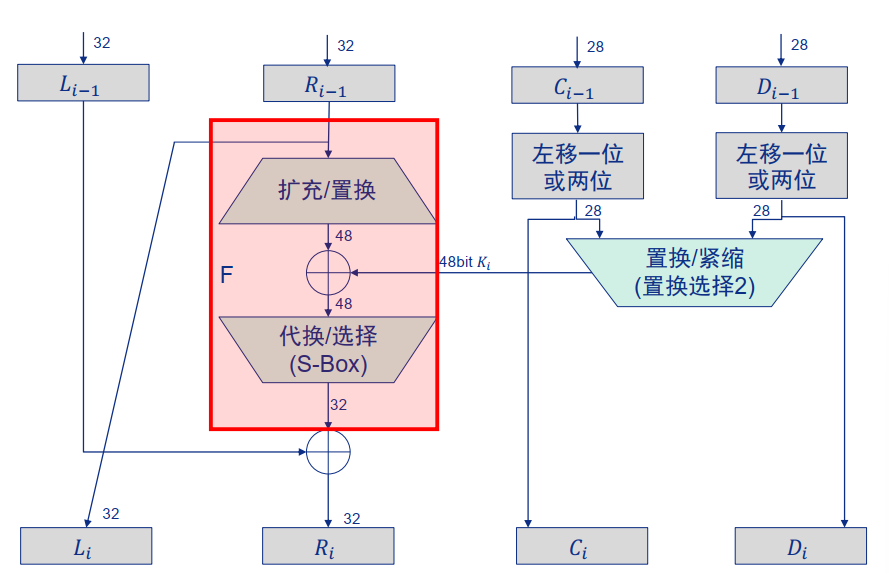 32
32
28
28
L_{i−1}
R_{i−1}
C_{i−1}
D_{i−1}
左移一位
或两位
左移一位
或两位
扩充/置换
28
28
48
F
48bit K_i
置换/紧缩
(置换选择2)
48
代换/选择
(S-Box)
32
32
32
L_i
R_i
C_i
D_i